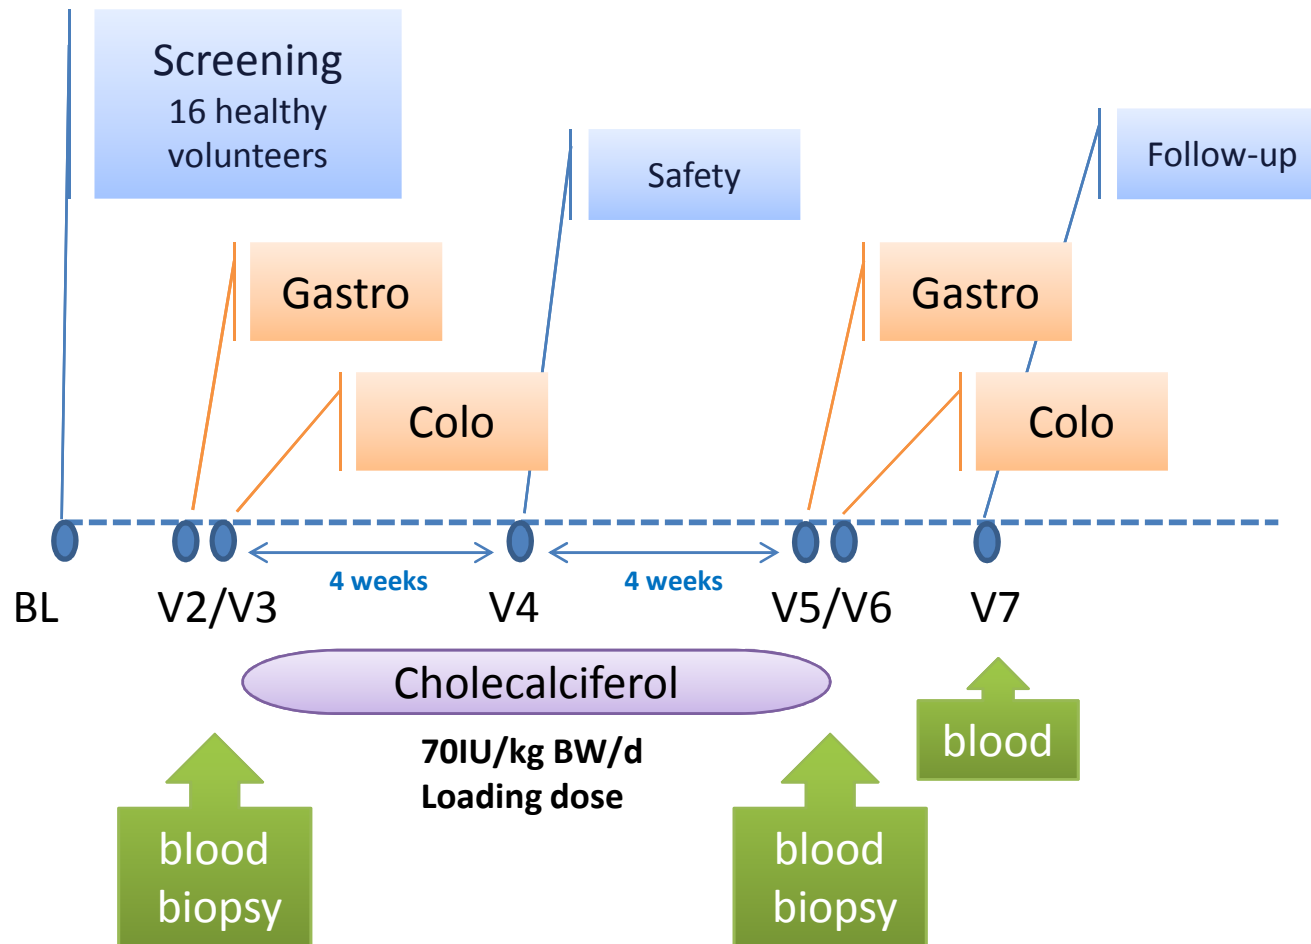 Screening
16 healthy
volunteers
Safety
Follow-up
Gastro
Gastro
Colo
Colo
4 weeks
4 weeks
BL
V2/V3
V4
V5/V6
V7
Cholecalciferol
70IU/kg BW/d
Loading dose
blood
blood
biopsy
blood
biopsy